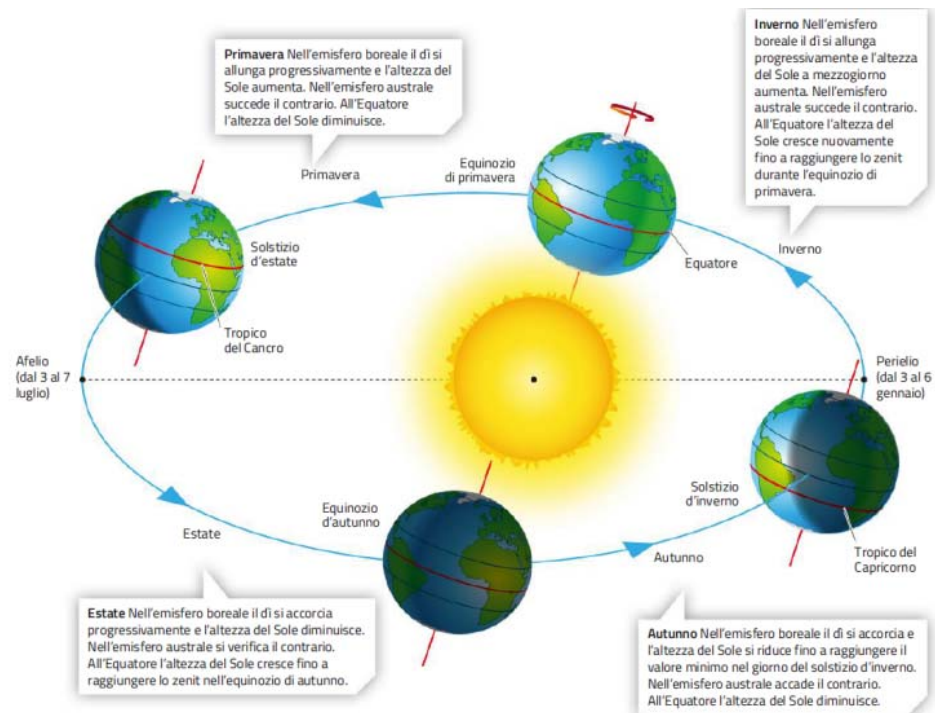 Primavera Nell'emisfero boreale il dì si
allunga progressivamente e l'altezza del
Sole aumenta. Nell'emisfero australe
succede il contrario. All'Equatore
l'altezza del Sole diminuisce.
Inverno Nell'emisfero
boreale il dì si allunga
progressivamente e l'altezza
del Sole a mezzogiorno
aumenta. Nell'emisfero
australe succede il contrario.
All'Equatore l'altezza del
Sole cresce nuovamente
fino a raggiungere lo zenit
durante l'equinozio di
primavera.
Primavera
Equinozio
di primavera
Solstizio
d'estate
Equatore
Inverno
Tropico
del Cancro
Afelio
(dal 3 al 7
luglio)
Perielio
(dal 3 al 6
gennaio)
Solstizio
d'inverno
Equinozio
d'autunno
Estate
Autunno
Tropico del
Capricorno
Estate Nell'emisfero boreale il dì si accorcia
progressivamente e l'altezza del Sole diminuisce.
Nell'emisfero australe si verifica il contrario.
All'Equatore l'altezza del Sole cresce fino a
raggiungere lo zenit nell'equinozio di autunno.
Autunno Nell'emisfero boreale il dì si accorcia e
l'altezza del Sole si riduce fino a raggiungere il
valore minimo nel giorno del solstizio d'inverno.
Nell'emisfero australe accade il contrario.
All'Equatore l'altezza del Sole diminuisce.